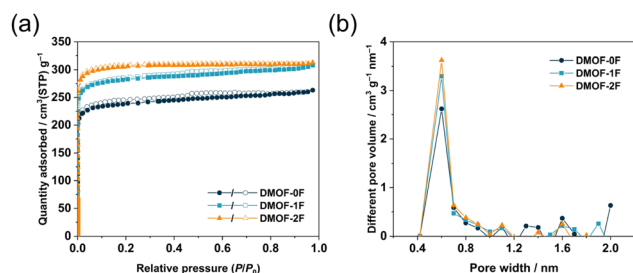 (a)
Quantity adsorbed / cm³(STP) g⁻¹
350
300
250
200
150
100
50
0
0.0
0.2
0.4
0.6
0.8
1.0
Relative pressure (P/P₀)
/ DMOF-0F
/ DMOF-1F
/ DMOF-2F
(b)
Different pore volume / cm³ g⁻¹ nm⁻¹
5
4
3
2
1
0
0.4
0.8
1.2
1.6
2.0
Pore width / nm
DMOF-0F
DMOF-1F
DMOF-2F